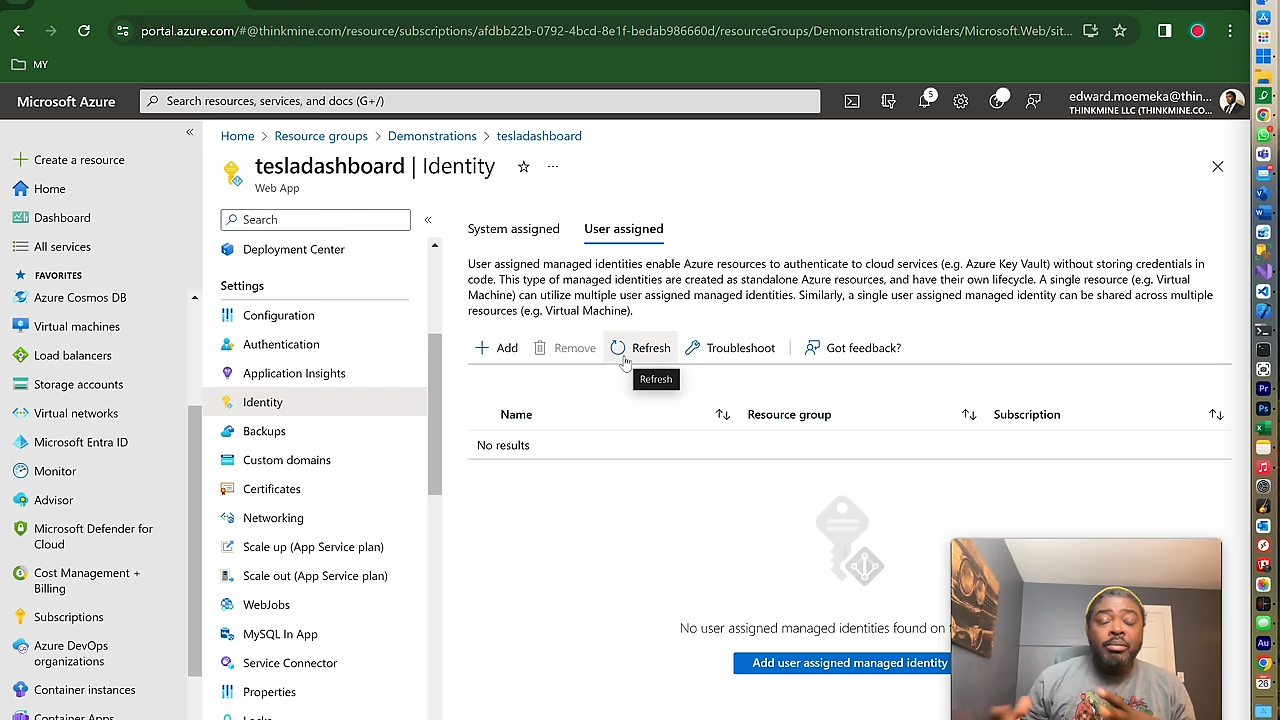 portal.azure.com/#@thinkmine.com/resource/subscriptions/afdbb22b-0792-4bcd-8e1f-bedab986660d/resourceGroups/Demonstrations/providers/Microsoft.Web/sit...
MY
Microsoft Azure
Search resources, services, and docs (G+/)
5
edward.moemeka@thin...
THINKMINE LLC (THINKMINE.CO...
Create a resource
Home
Dashboard
All services
FAVORITES
Azure Cosmos DB
Virtual machines
Load balancers
Storage accounts
Virtual networks
Microsoft Entra ID
Monitor
Advisor
Microsoft Defender for
Cloud
Cost Management +
Billing
Subscriptions
Azure DevOps
organizations
Container instances
Container Apps
Home > Resource groups > Demonstrations > tesladashboard
tesladashboard | Identity
Web App
Search
Deployment Center
Settings
Configuration
Authentication
Application Insights
Identity
Backups
Custom domains
Certificates
Networking
Scale up (App Service plan)
Scale out (App Service plan)
WebJobs
MySQL In App
Service Connector
Properties
Locks
System assigned
User assigned
User assigned managed identities enable Azure resources to authenticate to cloud services (e.g. Azure Key Vault) without storing credentials in
code. This type of managed identities are created as standalone Azure resources, and have their own lifecycle. A single resource (e.g. Virtual
Machine) can utilize multiple user assigned managed identities. Similarly, a single user assigned managed identity can be shared across multiple
resources (e.g. Virtual Machine).
Add
Remove
Refresh
Troubleshoot
Got feedback?
Refresh
Name
Resource group
Subscription
No results
No user assigned managed identities found on
Add user assigned managed identity
Pr
Ps
Au
26